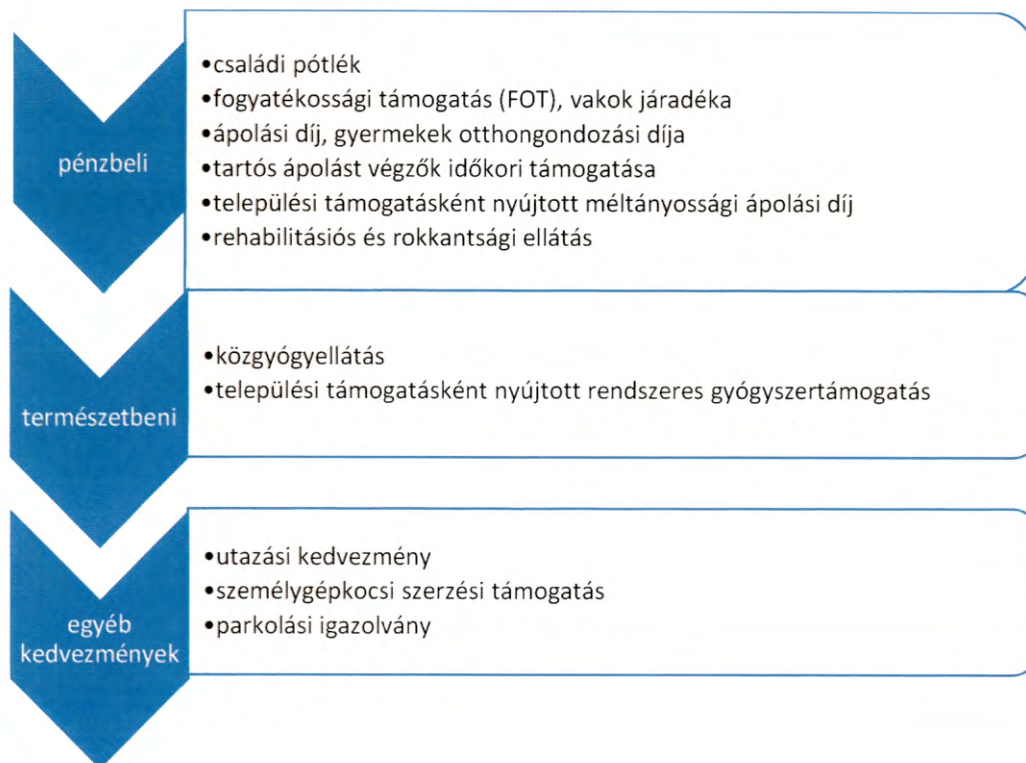 pénzbeli
•családi pótlék
•fogyatékossági támogatás (FOT), vakok járadéka
•ápolási díj, gyermekek otthongondozási díja
•tartós ápolást végzők időkori támogatása
•települési támogatásként nyújtott méltányossági ápolási díj
•rehabilitásiós és rokkantsági ellátás
természetbeni
•közgyógyellátás
•települési támogatásként nyújtott rendszeres gyógyszertámogatás
egyéb
kedvezmények
•utazási kedvezmény
•személygépkocsi szerzési támogatás
•parkolási igazolvány